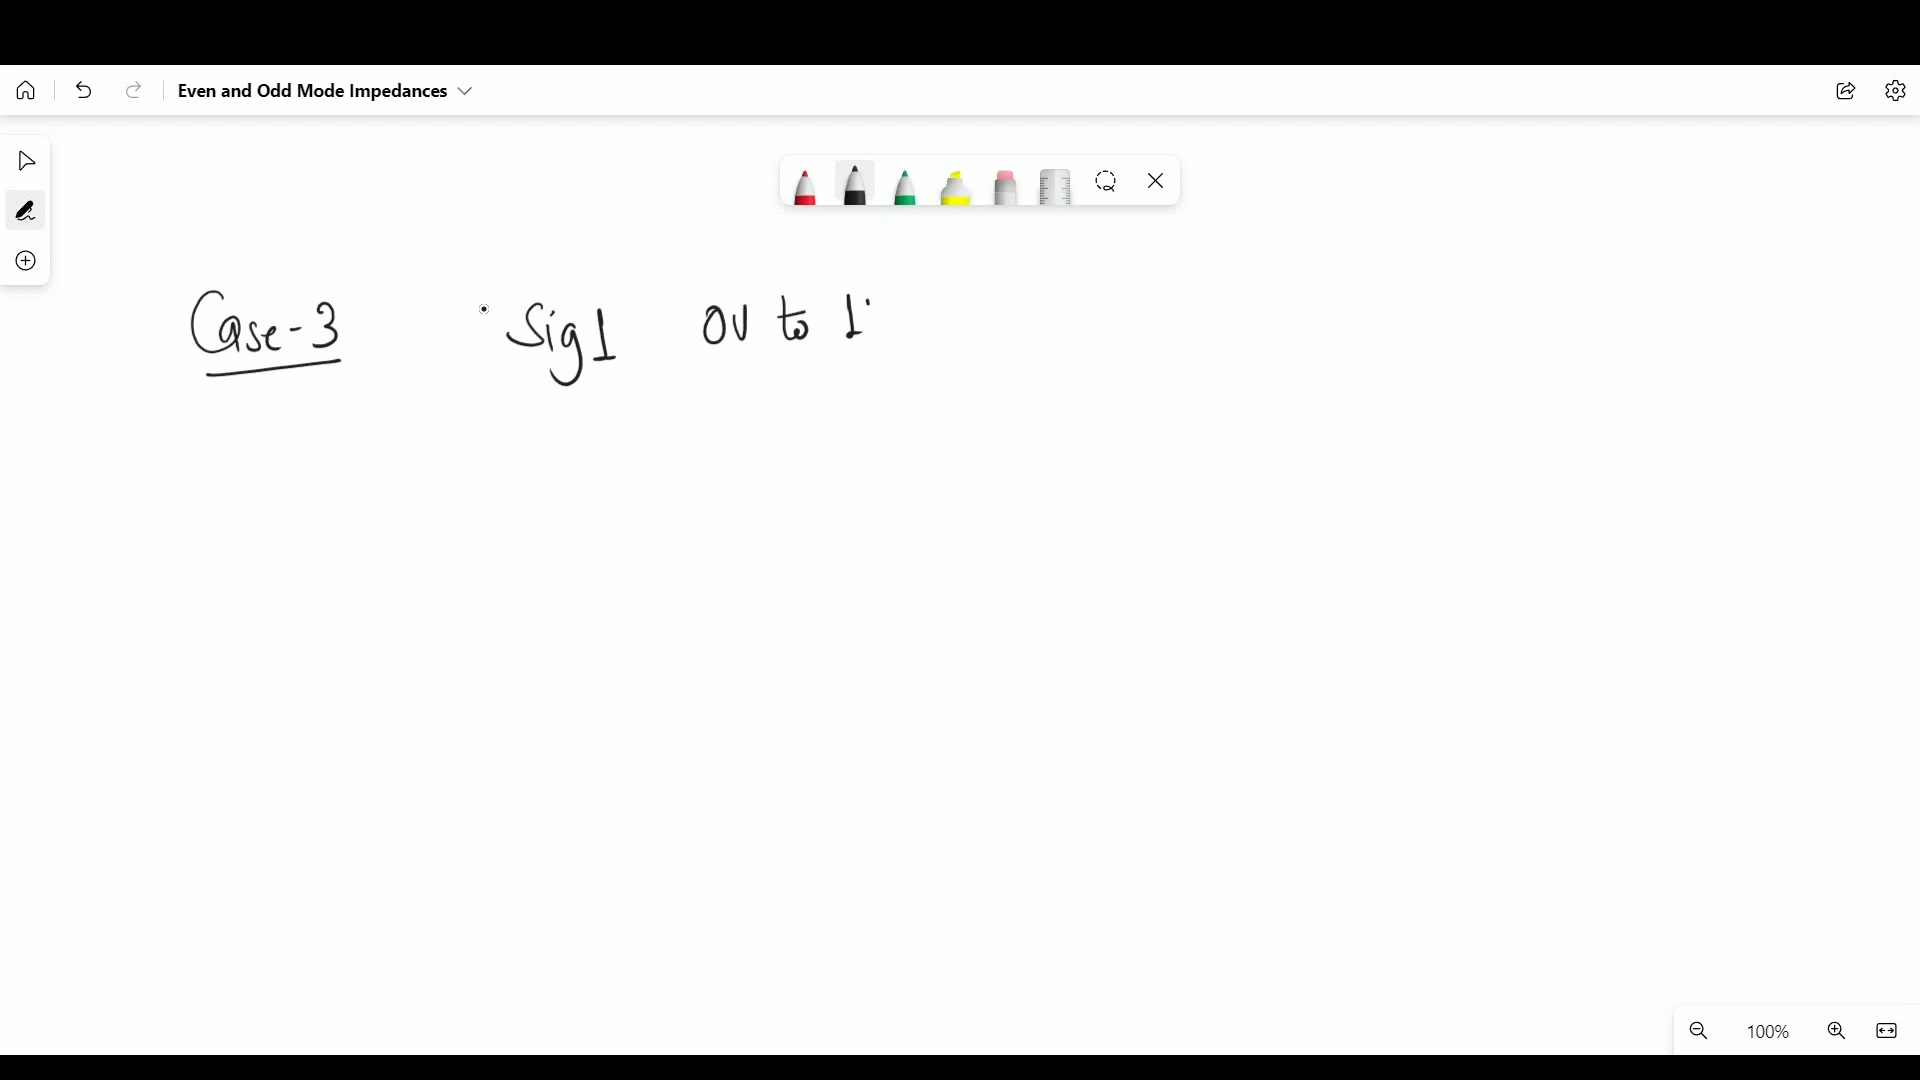 Even and Odd Mode Impedances
Case-3 Sig1 0V to 1
100%